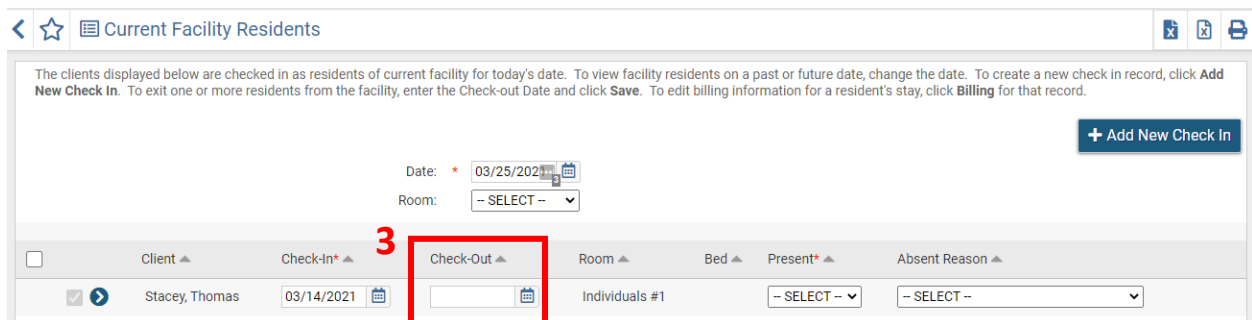 Current Facility Residents
The clients displayed below are checked in as residents of current facility for today's date. To view facility residents on a past or future date, change the date. To create a new check in record, click Add
New Check In. To exit one or more residents from the facility, enter the Check-out Date and click Save. To edit billing information for a resident's stay, click Billing for that record.
+ Add New Check In
Date: * 03/25/2021 3
Room: -- SELECT --
3
Client Check-In* Check-Out Room Bed Present* Absent Reason
Stacey, Thomas 03/14/2021 Individuals #1 -- SELECT -- -- SELECT --